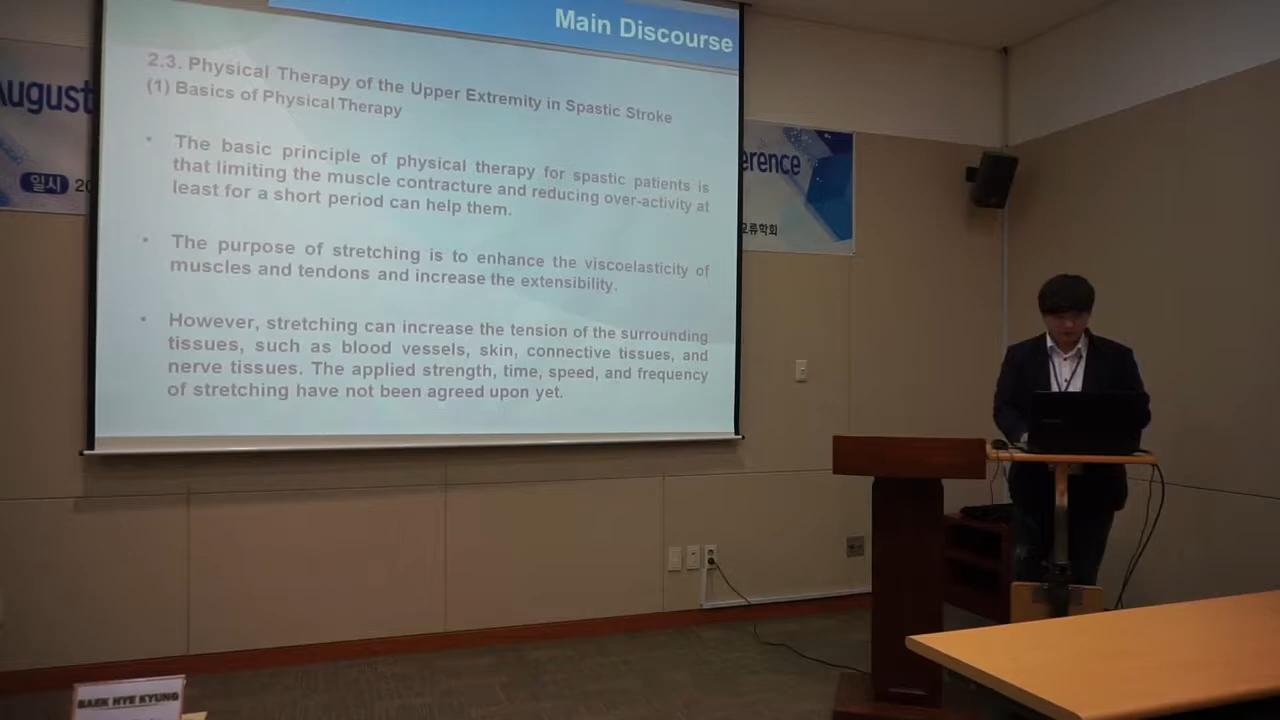 Main Discourse
2.3. Physical Therapy of the Upper Extremity in Spastic Stroke
(1) Basics of Physical Therapy
• The basic principle of physical therapy for spastic patients is
that limiting the muscle contracture and reducing over-activity at
least for a short period can help them.
• The purpose of stretching is to enhance the viscoelasticity of
muscles and tendons and increase the extensibility.
• However, stretching can increase the tension of the surrounding
tissues, such as blood vessels, skin, connective tissues, and
nerve tissues. The applied strength, time, speed, and frequency
of stretching have not been agreed upon yet.
August
일시 20
erence
교류학회
BAEK HYE KYUNG